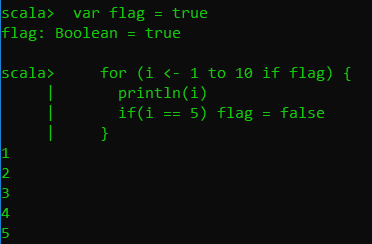 scala>  var flag = true
flag: Boolean = true
scala>     for (i <- 1 to 10 if flag) {
     |       println(i)
     |       if(i == 5) flag = false
     |     }
1
2
3
4
5